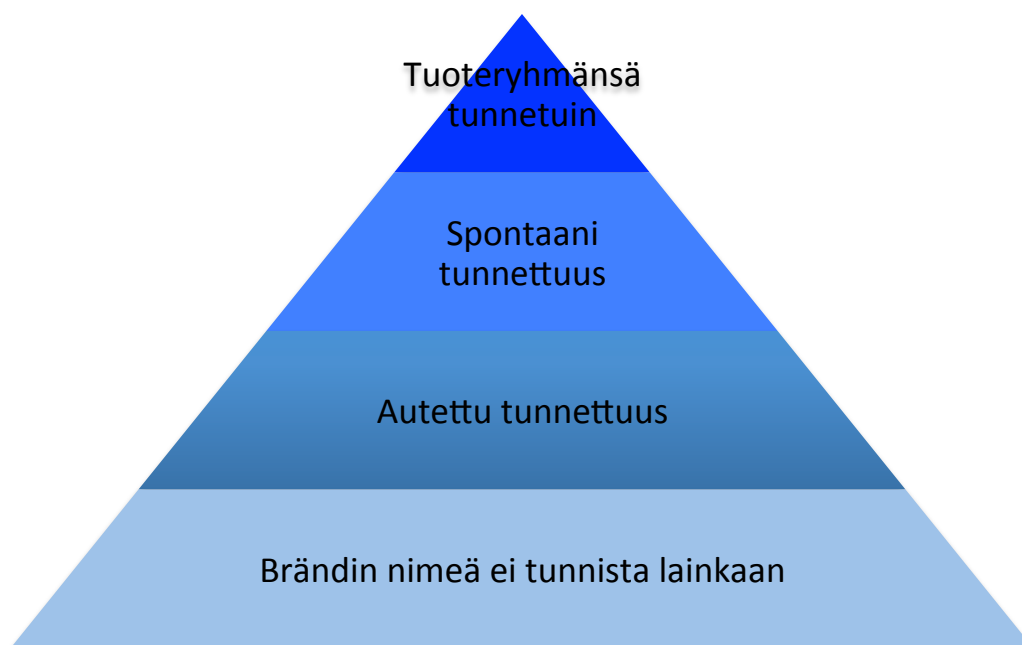 Tuoteryhmänsä
tunnetuin
Spontaani
tunnettuus
Autettu tunnettuus
Brändin nimeä ei tunnista lainkaan